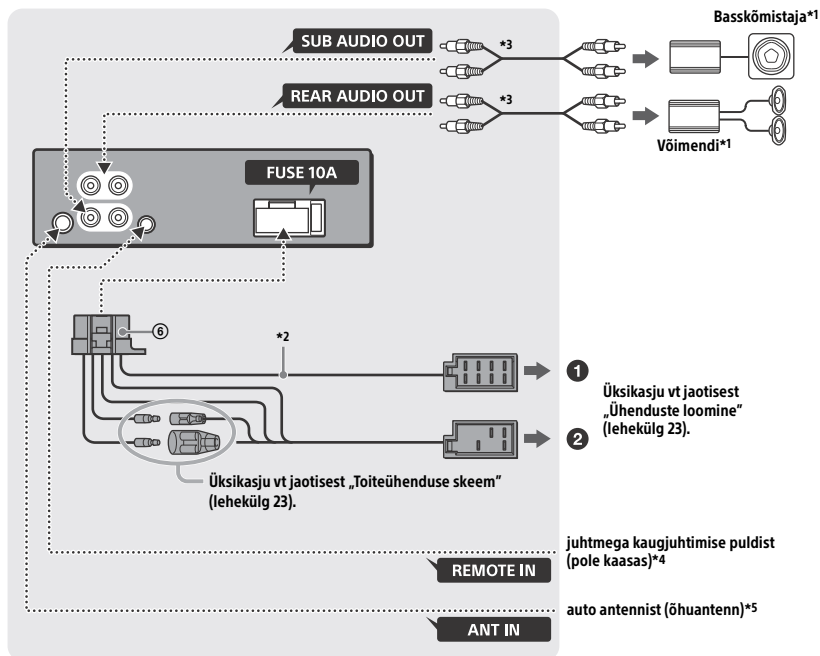 Basskõmistaja*1
SUB AUDIO OUT
*3
REAR AUDIO OUT
*3
Võimendi*1
FUSE 10A
⑥
*2
❶
Üksikasju vt jaotisest
„Ühenduste loomine”
(lehekülg 23).
❷
Üksikasju vt jaotisest „Toiteühenduse skeem”
(lehekülg 23).
juhtmega kaugjuhtimise puldist
(pole kaasas)*4
REMOTE IN
auto antennist (õhuantenn)*5
ANT IN